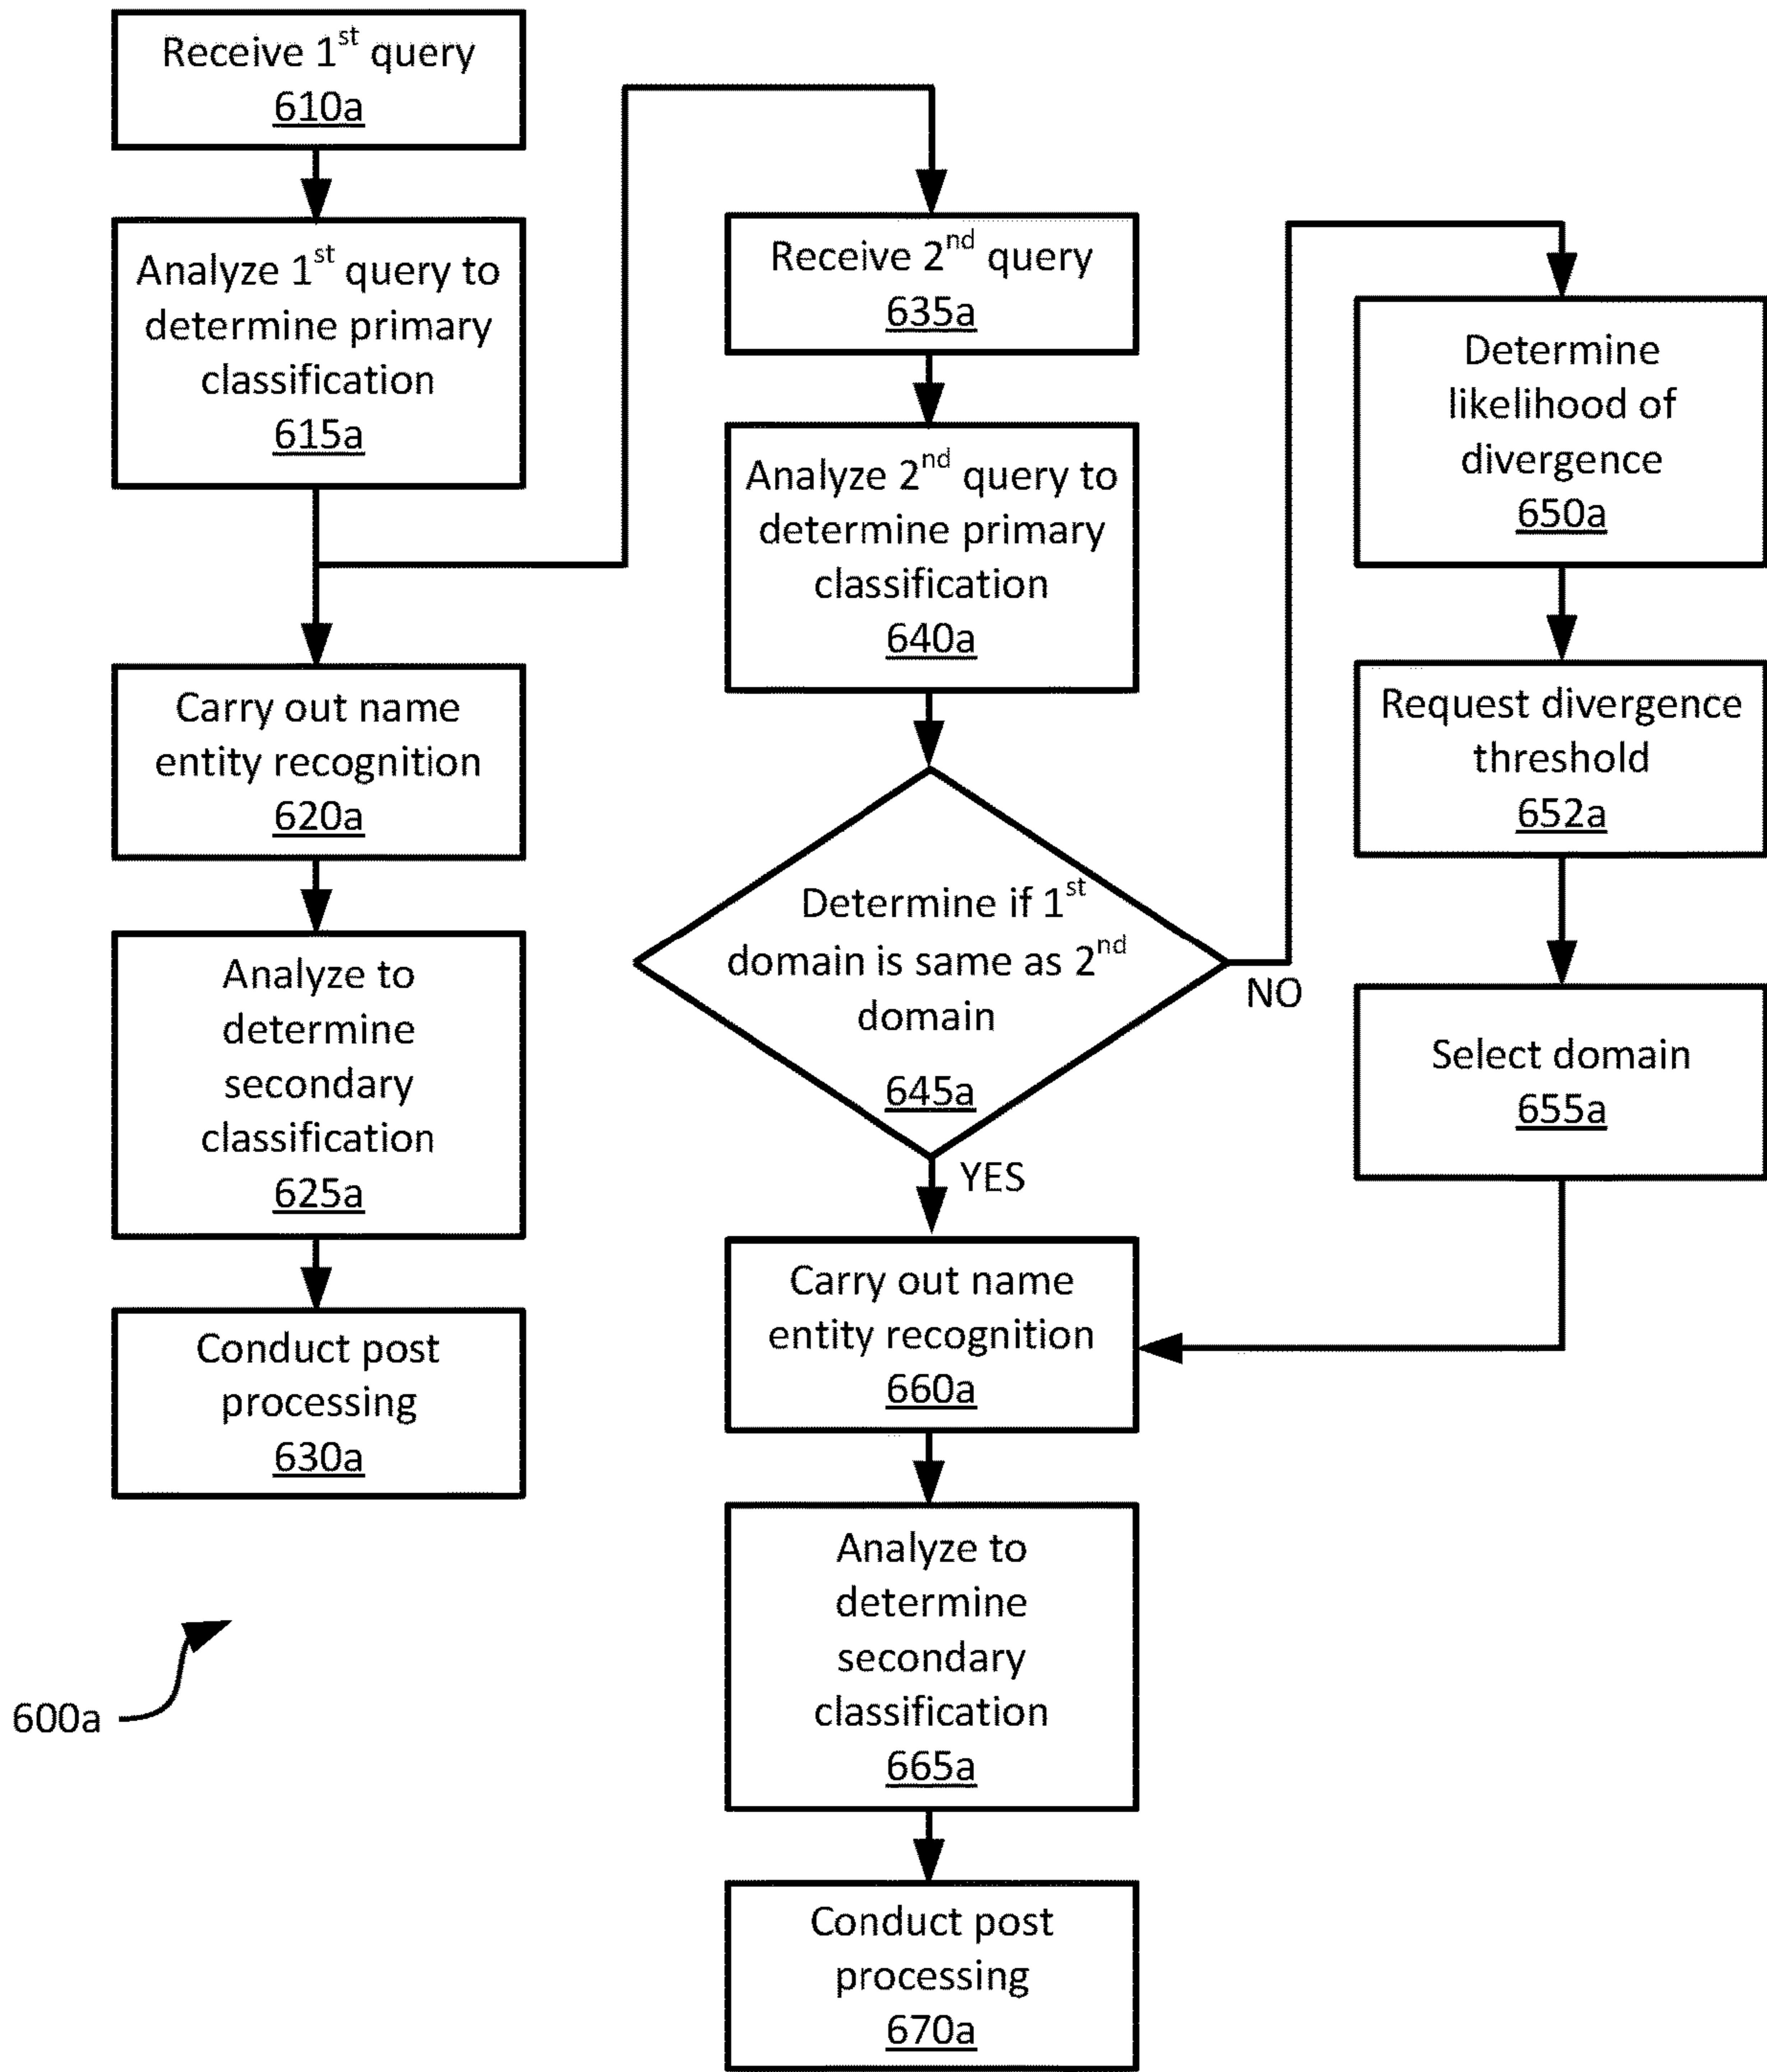 Receive 1st query
610a
Analyze 1st query to
determine primary
classification
615a
Carry out name
entity recognition
620a
Analyze to
determine
secondary
classification
625a
Conduct post
processing
630a
600a
Receive 2nd query
635a
Analyze 2nd query to
determine primary
classification
640a
Determine if 1st
domain is same as 2nd
domain
645a
NO
YES
Carry out name
entity recognition
660a
Analyze to
determine
secondary
classification
665a
Conduct post
processing
670a
Determine
likelihood of
divergence
650a
Request divergence
threshold
652a
Select domain
655a